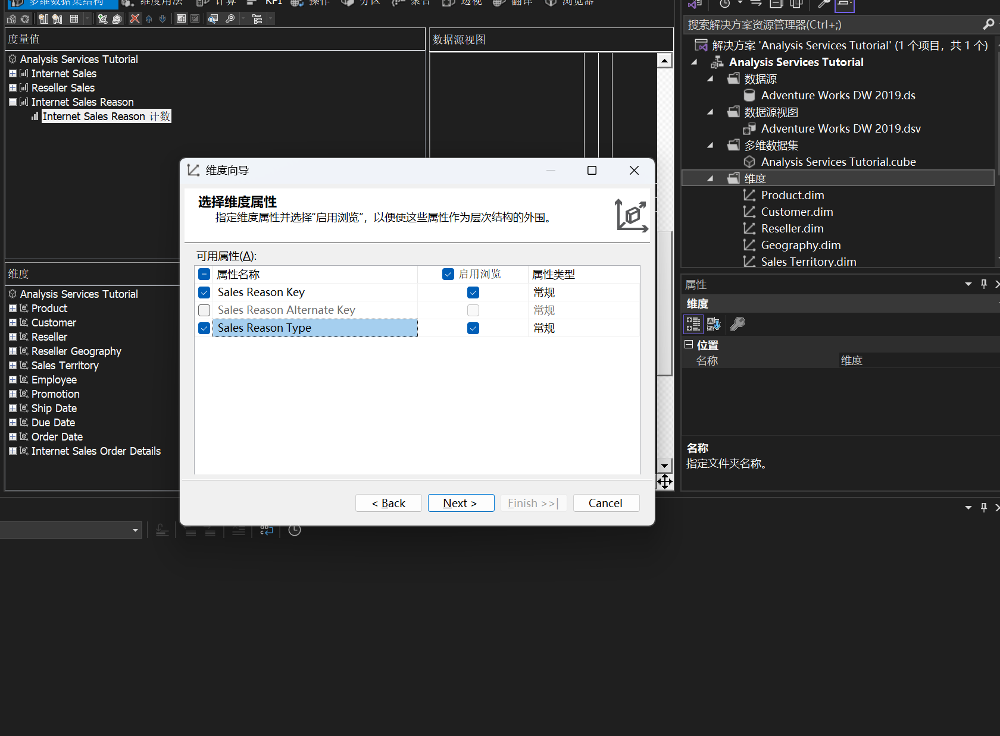 多维数据集结构
维度用法
计算
KPI
操作
分区
聚合
透视
翻译
浏览器
度量值
Analysis Services Tutorial
Internet Sales
Reseller Sales
Internet Sales Reason
Internet Sales Reason 计数
数据源视图
维度
Analysis Services Tutorial
Product
Customer
Reseller
Reseller Geography
Sales Territory
Employee
Promotion
Ship Date
Due Date
Order Date
Internet Sales Order Details
维度向导
选择维度属性
指定维度属性并选择“启用浏览”，以便使这些属性作为层次结构的外围。
可用属性(A):
属性名称 启用浏览 属性类型
Sales Reason Key 常规
Sales Reason Alternate Key 常规
Sales Reason Type 常规
< Back
Next >
Finish >>|
Cancel
搜索解决方案资源管理器(Ctrl+;)
解决方案 'Analysis Services Tutorial' (1 个项目，共 1 个)
Analysis Services Tutorial
数据源
Adventure Works DW 2019.ds
数据源视图
Adventure Works DW 2019.dsv
多维数据集
Analysis Services Tutorial.cube
维度
Product.dim
Customer.dim
Reseller.dim
Geography.dim
Sales Territory.dim
属性
维度
位置
名称 维度
名称
指定文件夹名称。